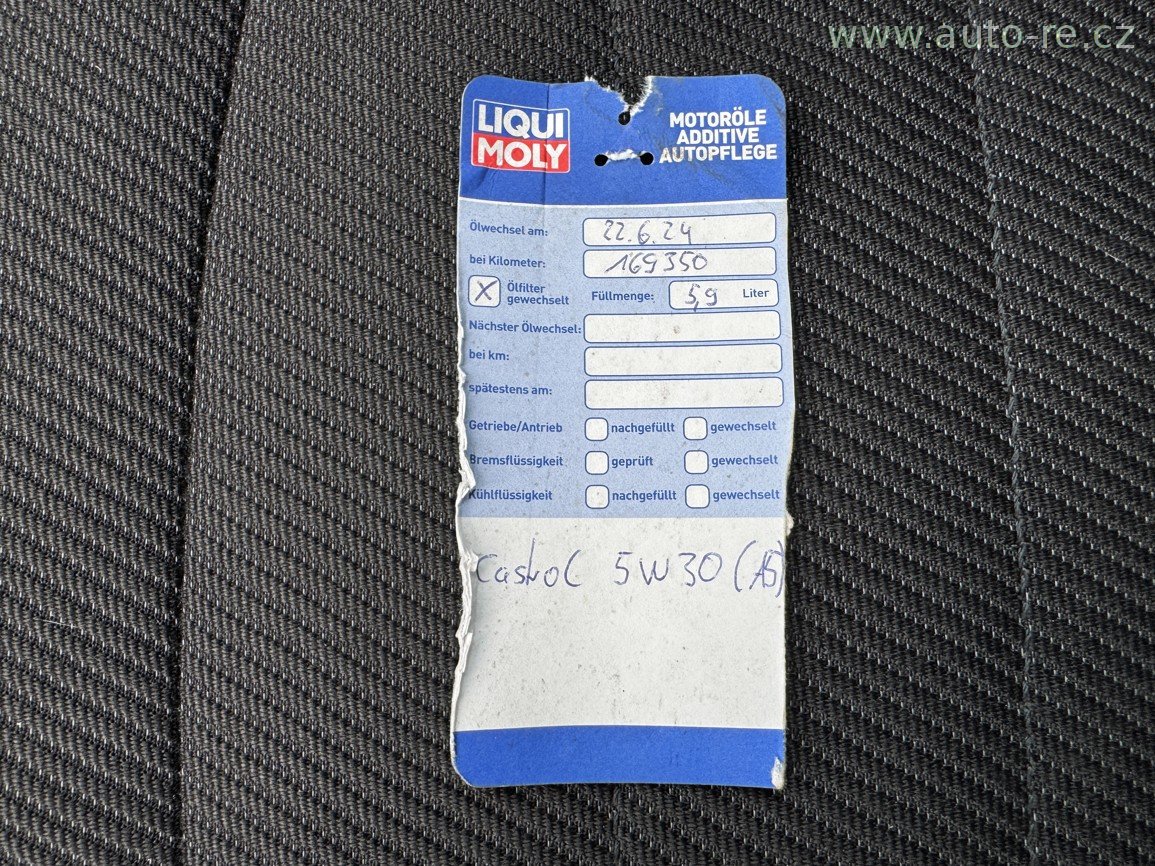 www.auto-re.cz
LIQUI
MOLY
MOTORÖLE
ADDITIVE
AUTOPFLEGE
Ölwechsel am: 22.6.24
bei Kilometer: 169350
X Ölfilter
gewechselt Füllmenge: 5,9 Liter
Nächster Ölwechsel:
bei km:
spätestens am:
Getriebe/Antrieb nachgefüllt gewechselt
Bremsflüssigkeit geprüft gewechselt
Kühlflüssigkeit nachgefüllt gewechselt
Castrol 5W30 (A5)